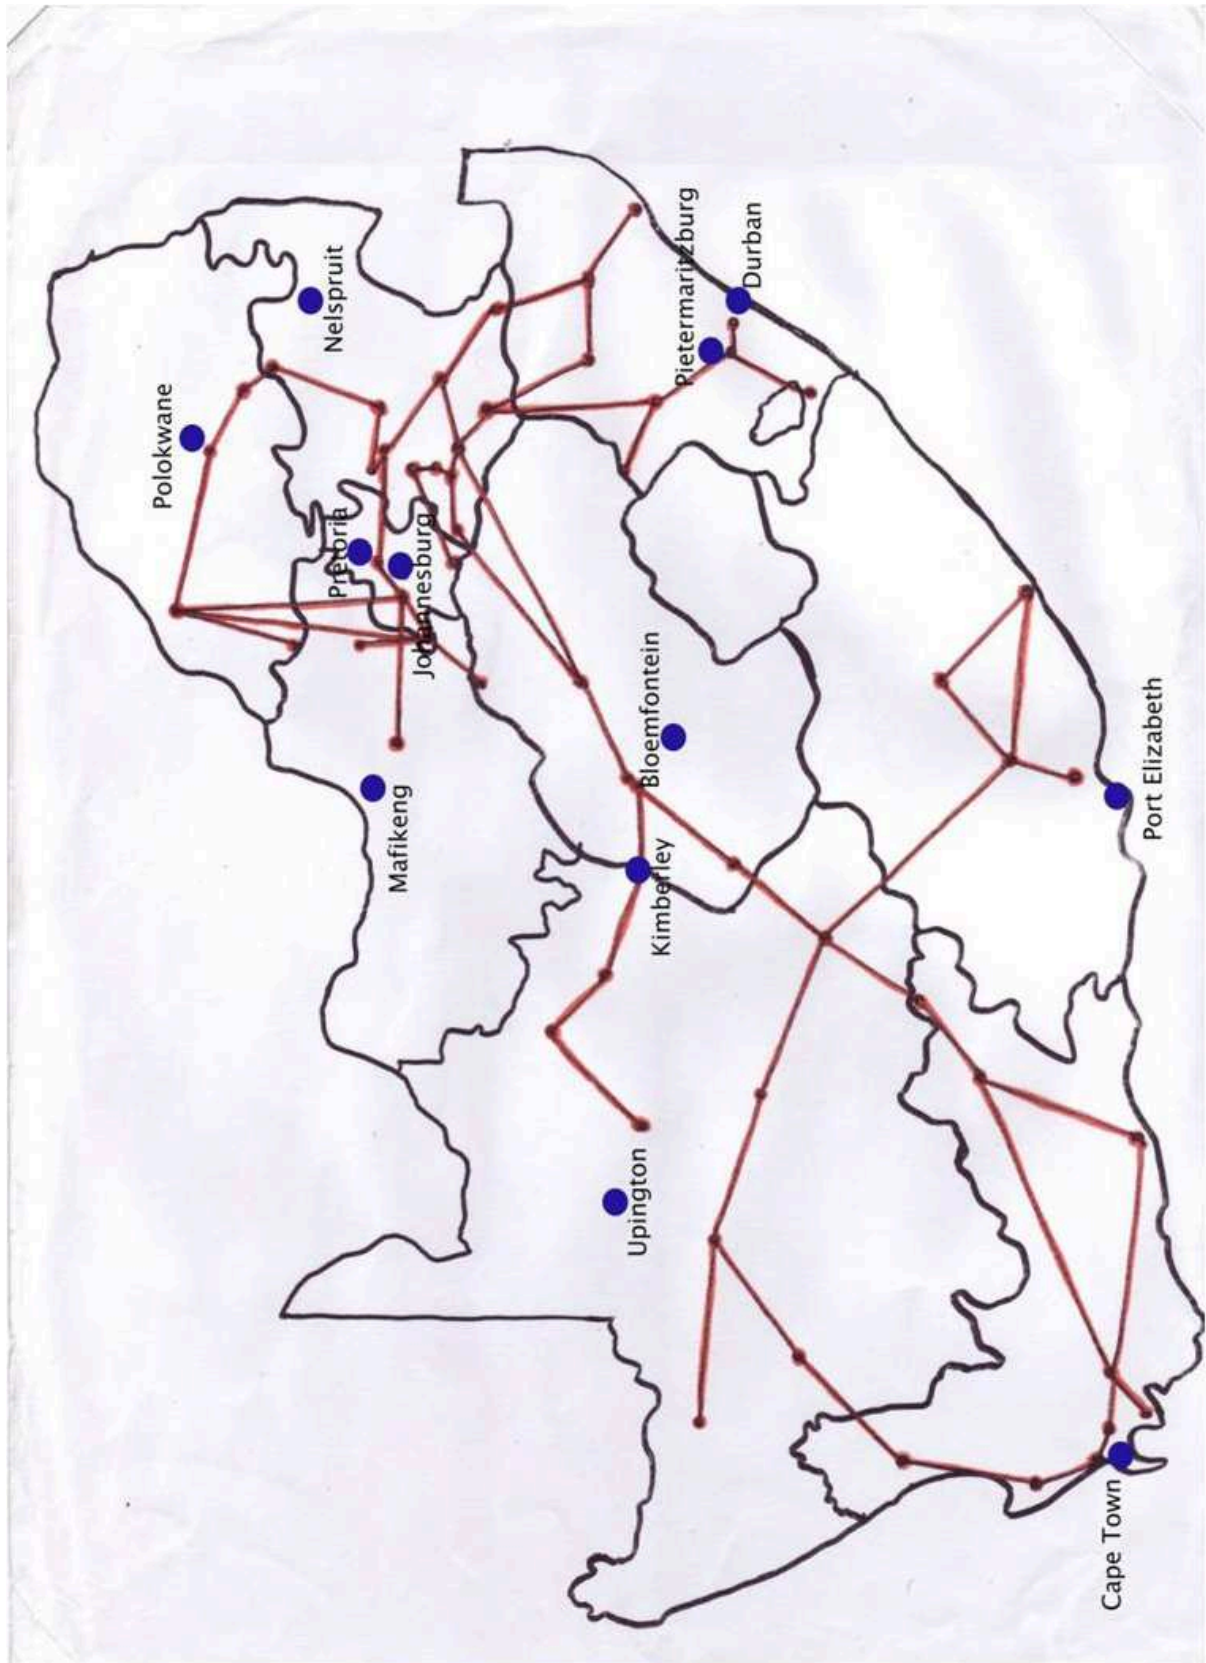 Polokwane
Nelspruit
Pretoria
Johannesburg
Mafikeng
Pietermaritzburg
Durban
Bloemfontein
Kimberley
Upington
Port Elizabeth
Cape Town